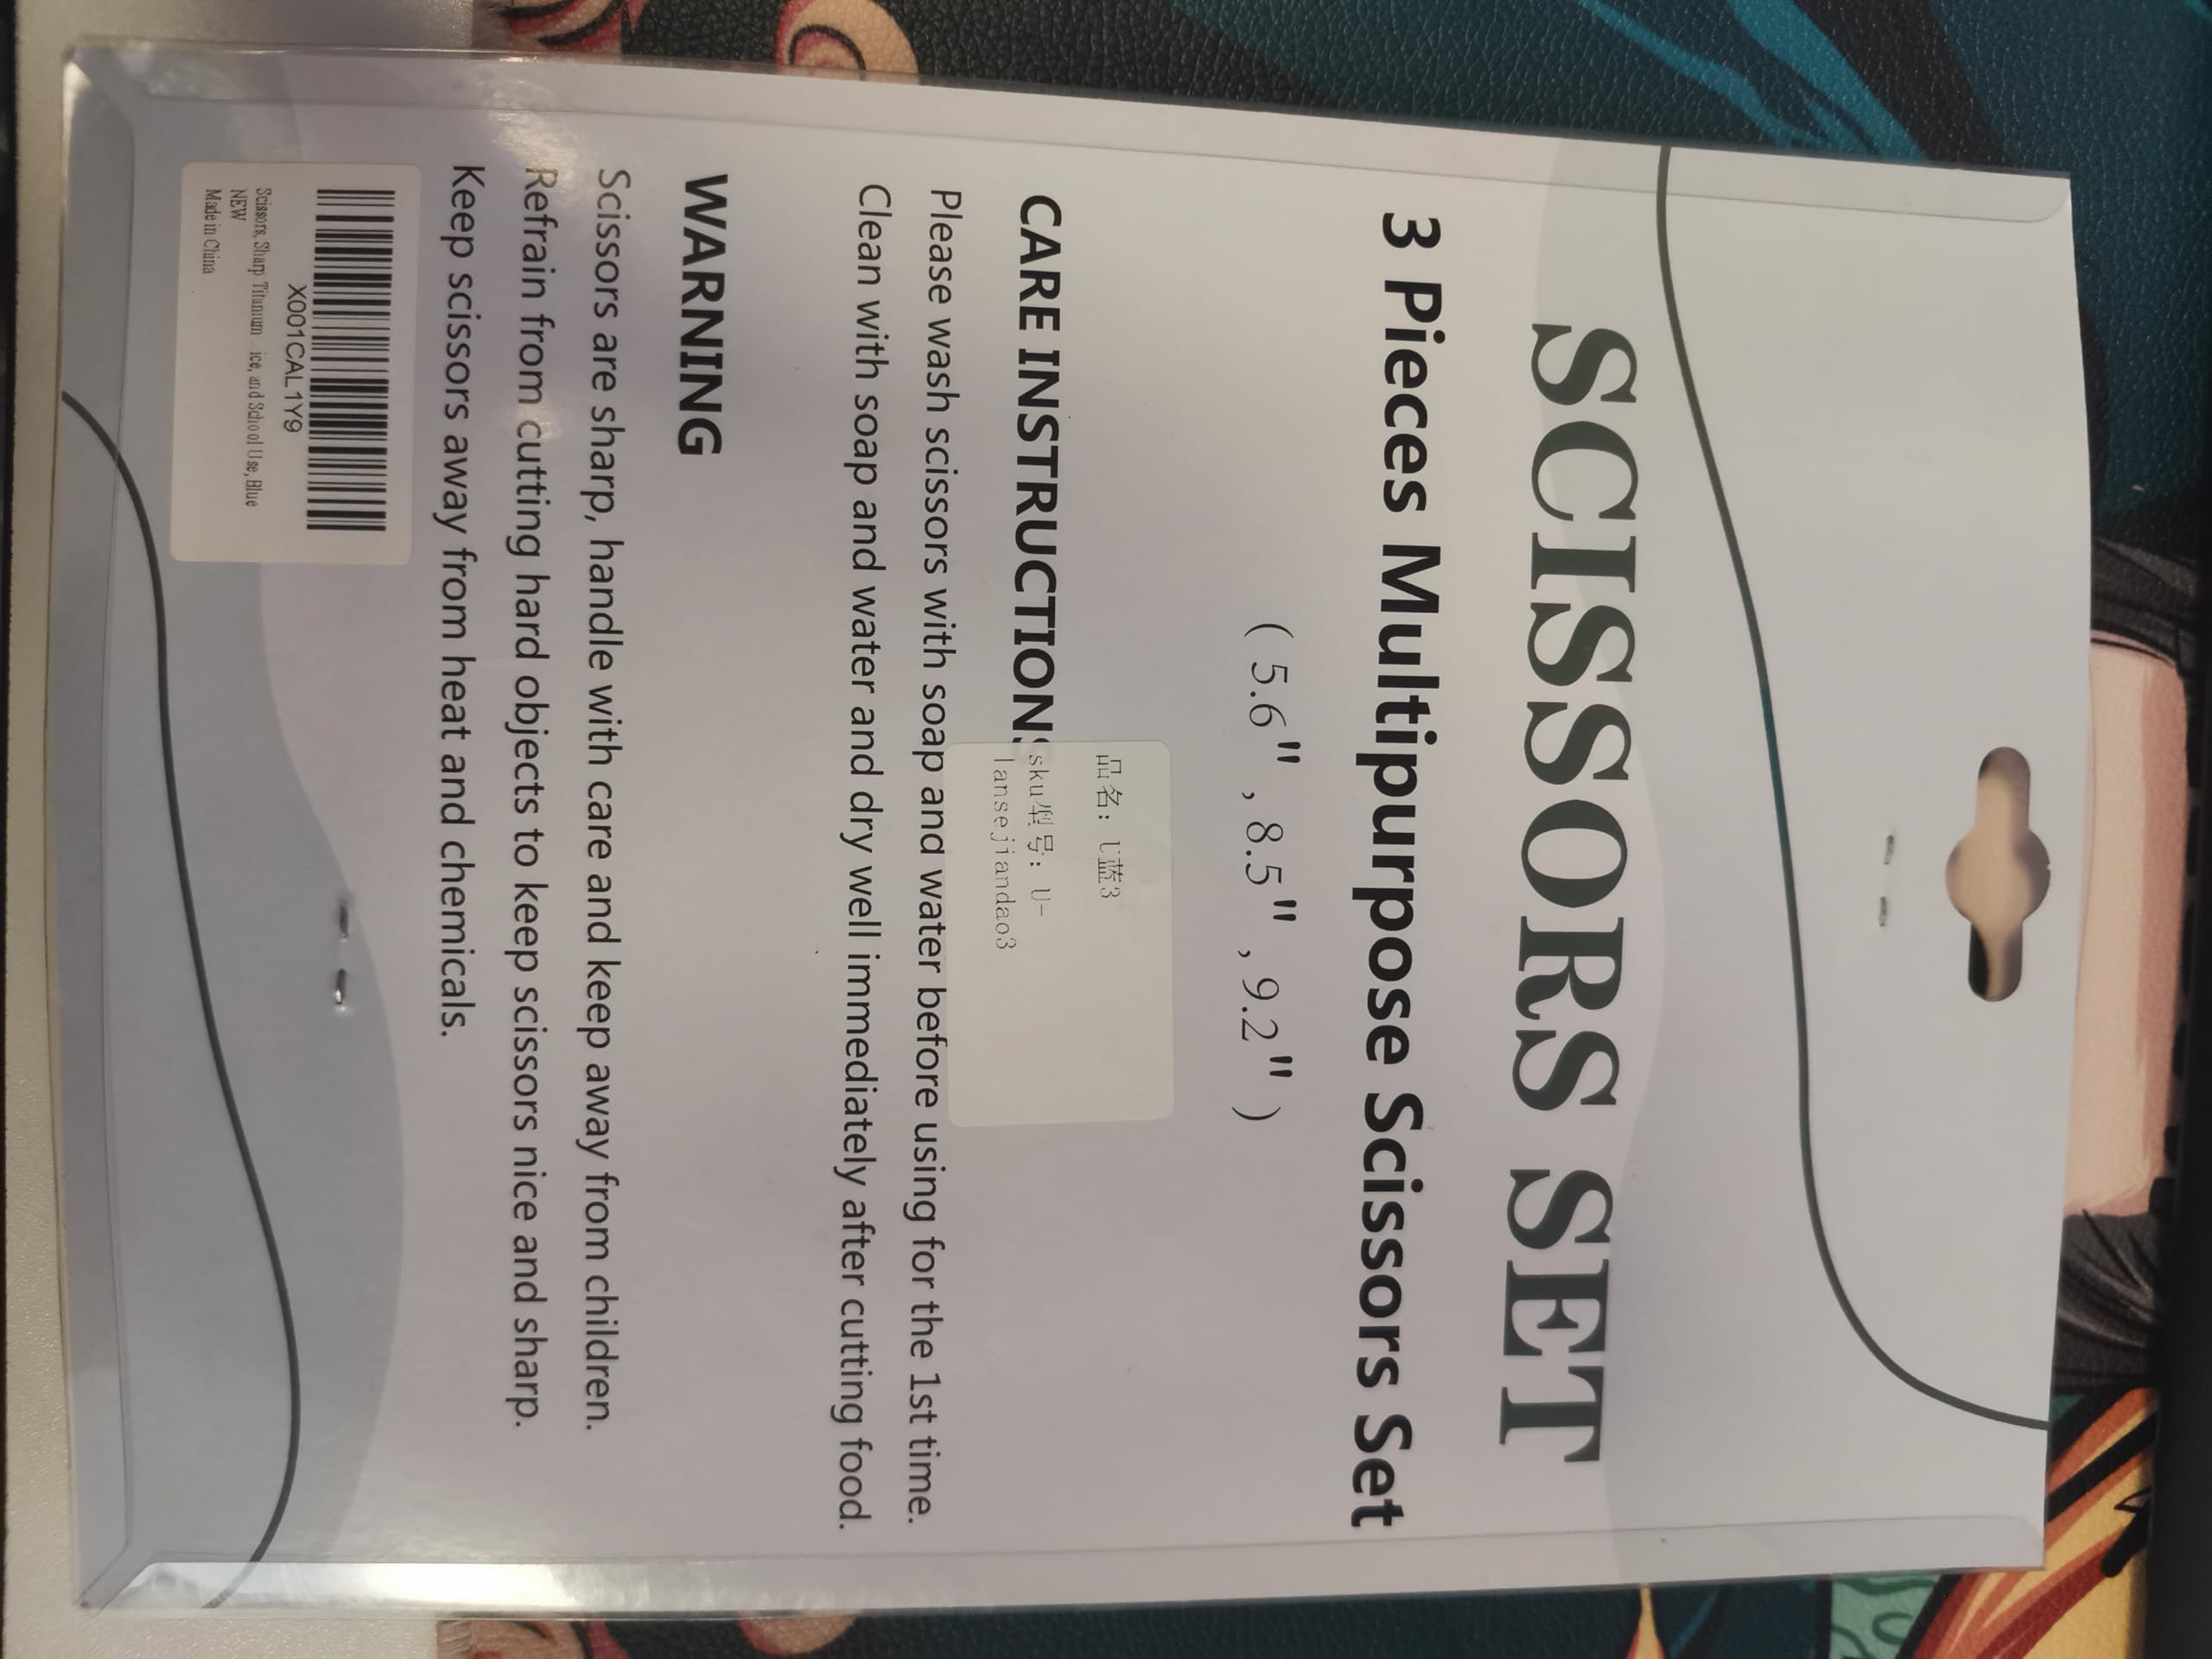 SCISSORS SET
3 Pieces Multipurpose Scissors Set
( 5.6" , 8.5" , 9.2" )
品名: U蓝3
sku型号: U-
lansejiandao3
CARE INSTRUCTIONS
Please wash scissors with soap and water before using for the 1st time.
Clean with soap and water and dry well immediately after cutting food.
WARNING
Scissors are sharp, handle with care and keep away from children.
Refrain from cutting hard objects to keep scissors nice and sharp.
Keep scissors away from heat and chemicals.
X001CAL1Y9
Scissors, Sharp Titanium ice, and School Use, Blue
NEW
Made in China